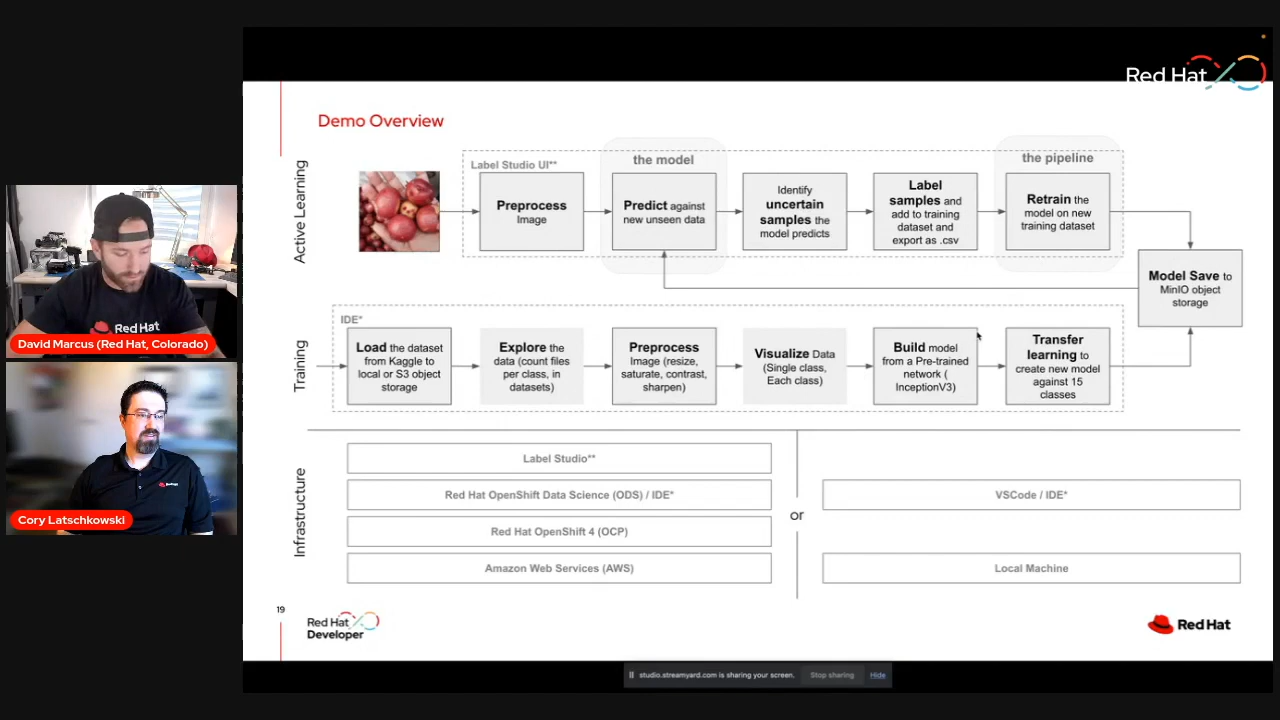 Red Hat
Demo Overview
Active Learning
Label Studio UI**
the model
the pipeline
Preprocess
Image
Predict against
new unseen data
Identify
uncertain
samples the
model predicts
Label
samples and
add to training
dataset and
export as .csv
Retrain the
model on new
training dataset
Model Save to
MinIO object
storage
Training
IDE*
Load the dataset
from Kaggle to
local or S3 object
storage
Explore the
data (count files
per class, in
datasets)
Preprocess
Image (resize,
saturate, contrast,
sharpen)
Visualize Data
(Single class,
Each class)
Build model
from a Pre-trained
network (
InceptionV3)
Transfer
learning to
create new model
against 15
classes
Infrastructure
Label Studio**
Red Hat OpenShift Data Science (ODS) / IDE*
Red Hat OpenShift 4 (OCP)
Amazon Web Services (AWS)
or
VSCode / IDE*
Local Machine
19
Red Hat
Developer
Red Hat
studio.streamyard.com is sharing your screen.
Stop sharing
Hide
Red Hat
David Marcus (Red Hat, Colorado)
Cory Latschkowski